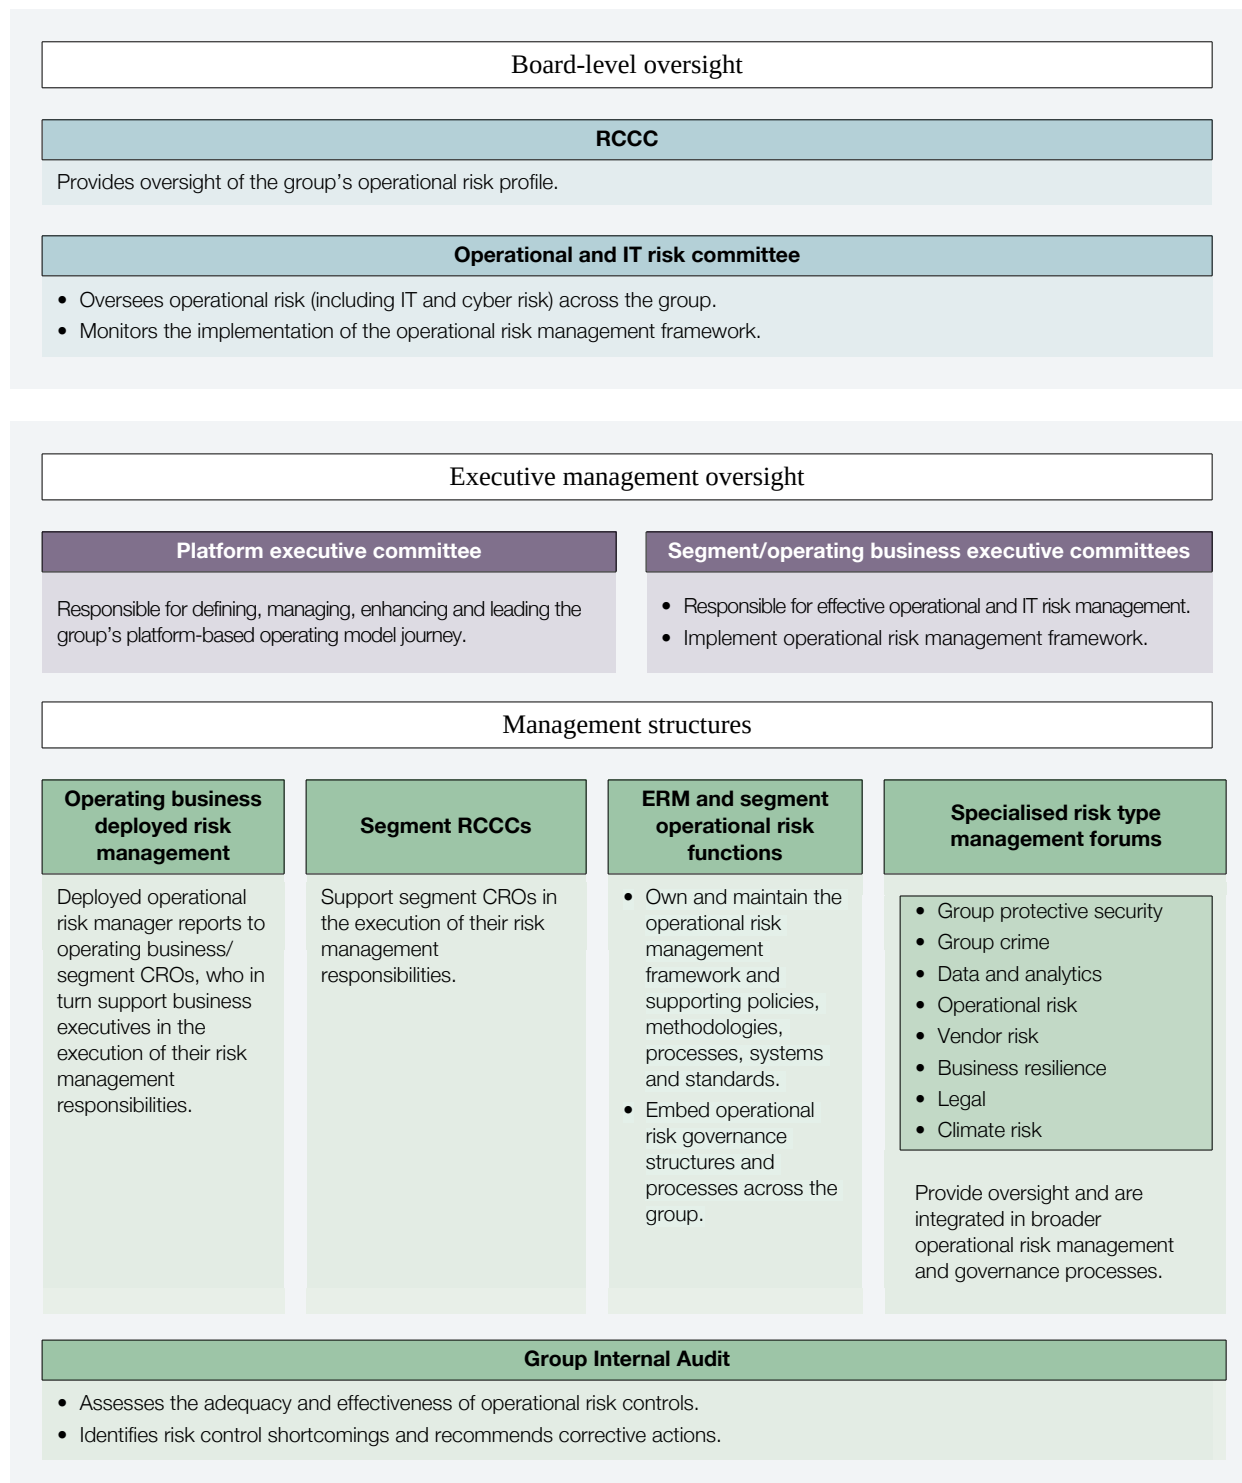 Board-level oversight
RCCC
Provides oversight of the group’s operational risk profile.
Operational and IT risk committee
• Oversees operational risk (including IT and cyber risk) across the group.
• Monitors the implementation of the operational risk management framework.
Executive management oversight
Platform executive committee
Responsible for defining, managing, enhancing and leading the
group’s platform-based operating model journey.
Segment/operating business executive committees
• Responsible for effective operational and IT risk management.
• Implement operational risk management framework.
Management structures
Operating business
deployed risk
management
Deployed operational
risk manager reports to
operating business/
segment CROs, who in
turn support business
executives in the
execution of their risk
management
responsibilities.
Segment RCCCs
Support segment CROs in
the execution of their risk
management
responsibilities.
ERM and segment
operational risk
functions
• Own and maintain the
operational risk
management
framework and
supporting policies,
methodologies,
processes, systems
and standards.
• Embed operational
risk governance
structures and
processes across the
group.
Specialised risk type
management forums
• Group protective security
• Group crime
• Data and analytics
• Operational risk
• Vendor risk
• Business resilience
• Legal
• Climate risk
Provide oversight and are
integrated in broader
operational risk management
and governance processes.
Group Internal Audit
• Assesses the adequacy and effectiveness of operational risk controls.
• Identifies risk control shortcomings and recommends corrective actions.